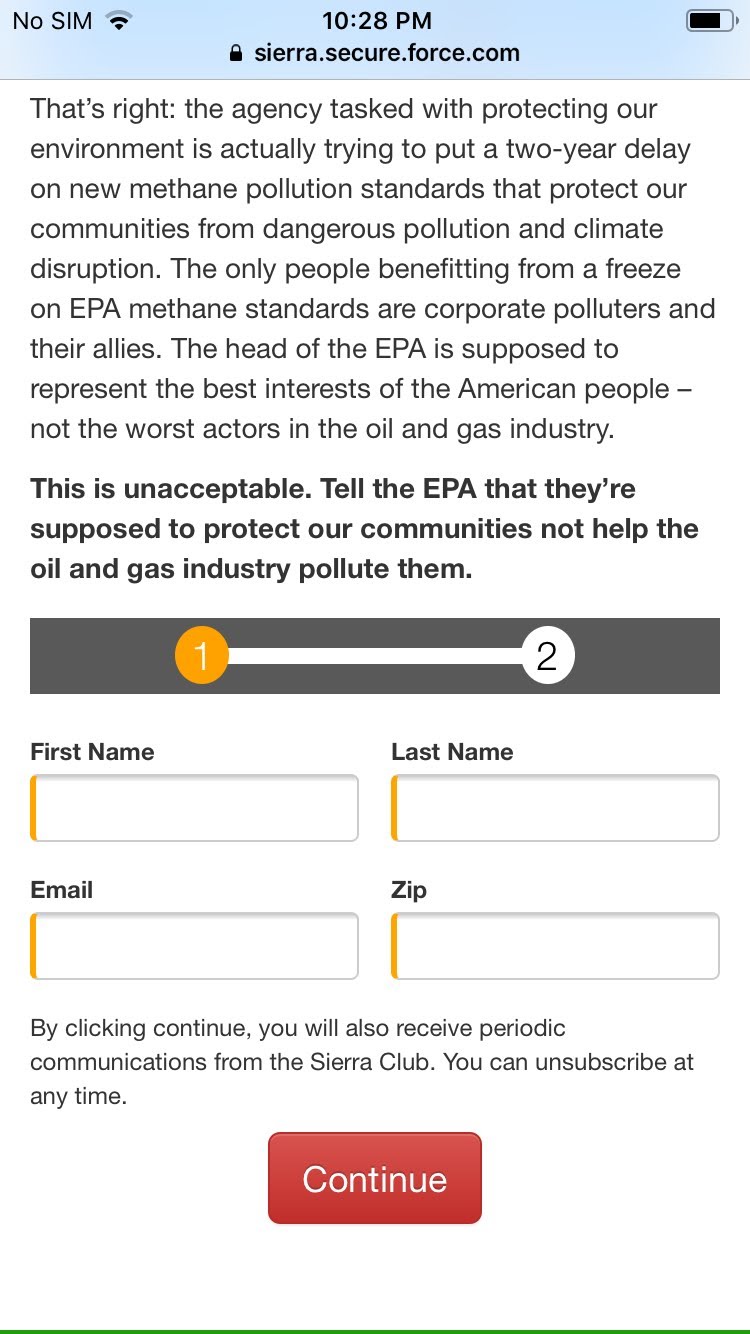 No SIM 10:28 PM
sierra.secure.force.com
That’s right: the agency tasked with protecting our
environment is actually trying to put a two-year delay
on new methane pollution standards that protect our
communities from dangerous pollution and climate
disruption. The only people benefitting from a freeze
on EPA methane standards are corporate polluters and
their allies. The head of the EPA is supposed to
represent the best interests of the American people –
not the worst actors in the oil and gas industry.
This is unacceptable. Tell the EPA that they’re
supposed to protect our communities not help the
oil and gas industry pollute them.
1 2
First Name Last Name
Email Zip
By clicking continue, you will also receive periodic
communications from the Sierra Club. You can unsubscribe at
any time.
Continue